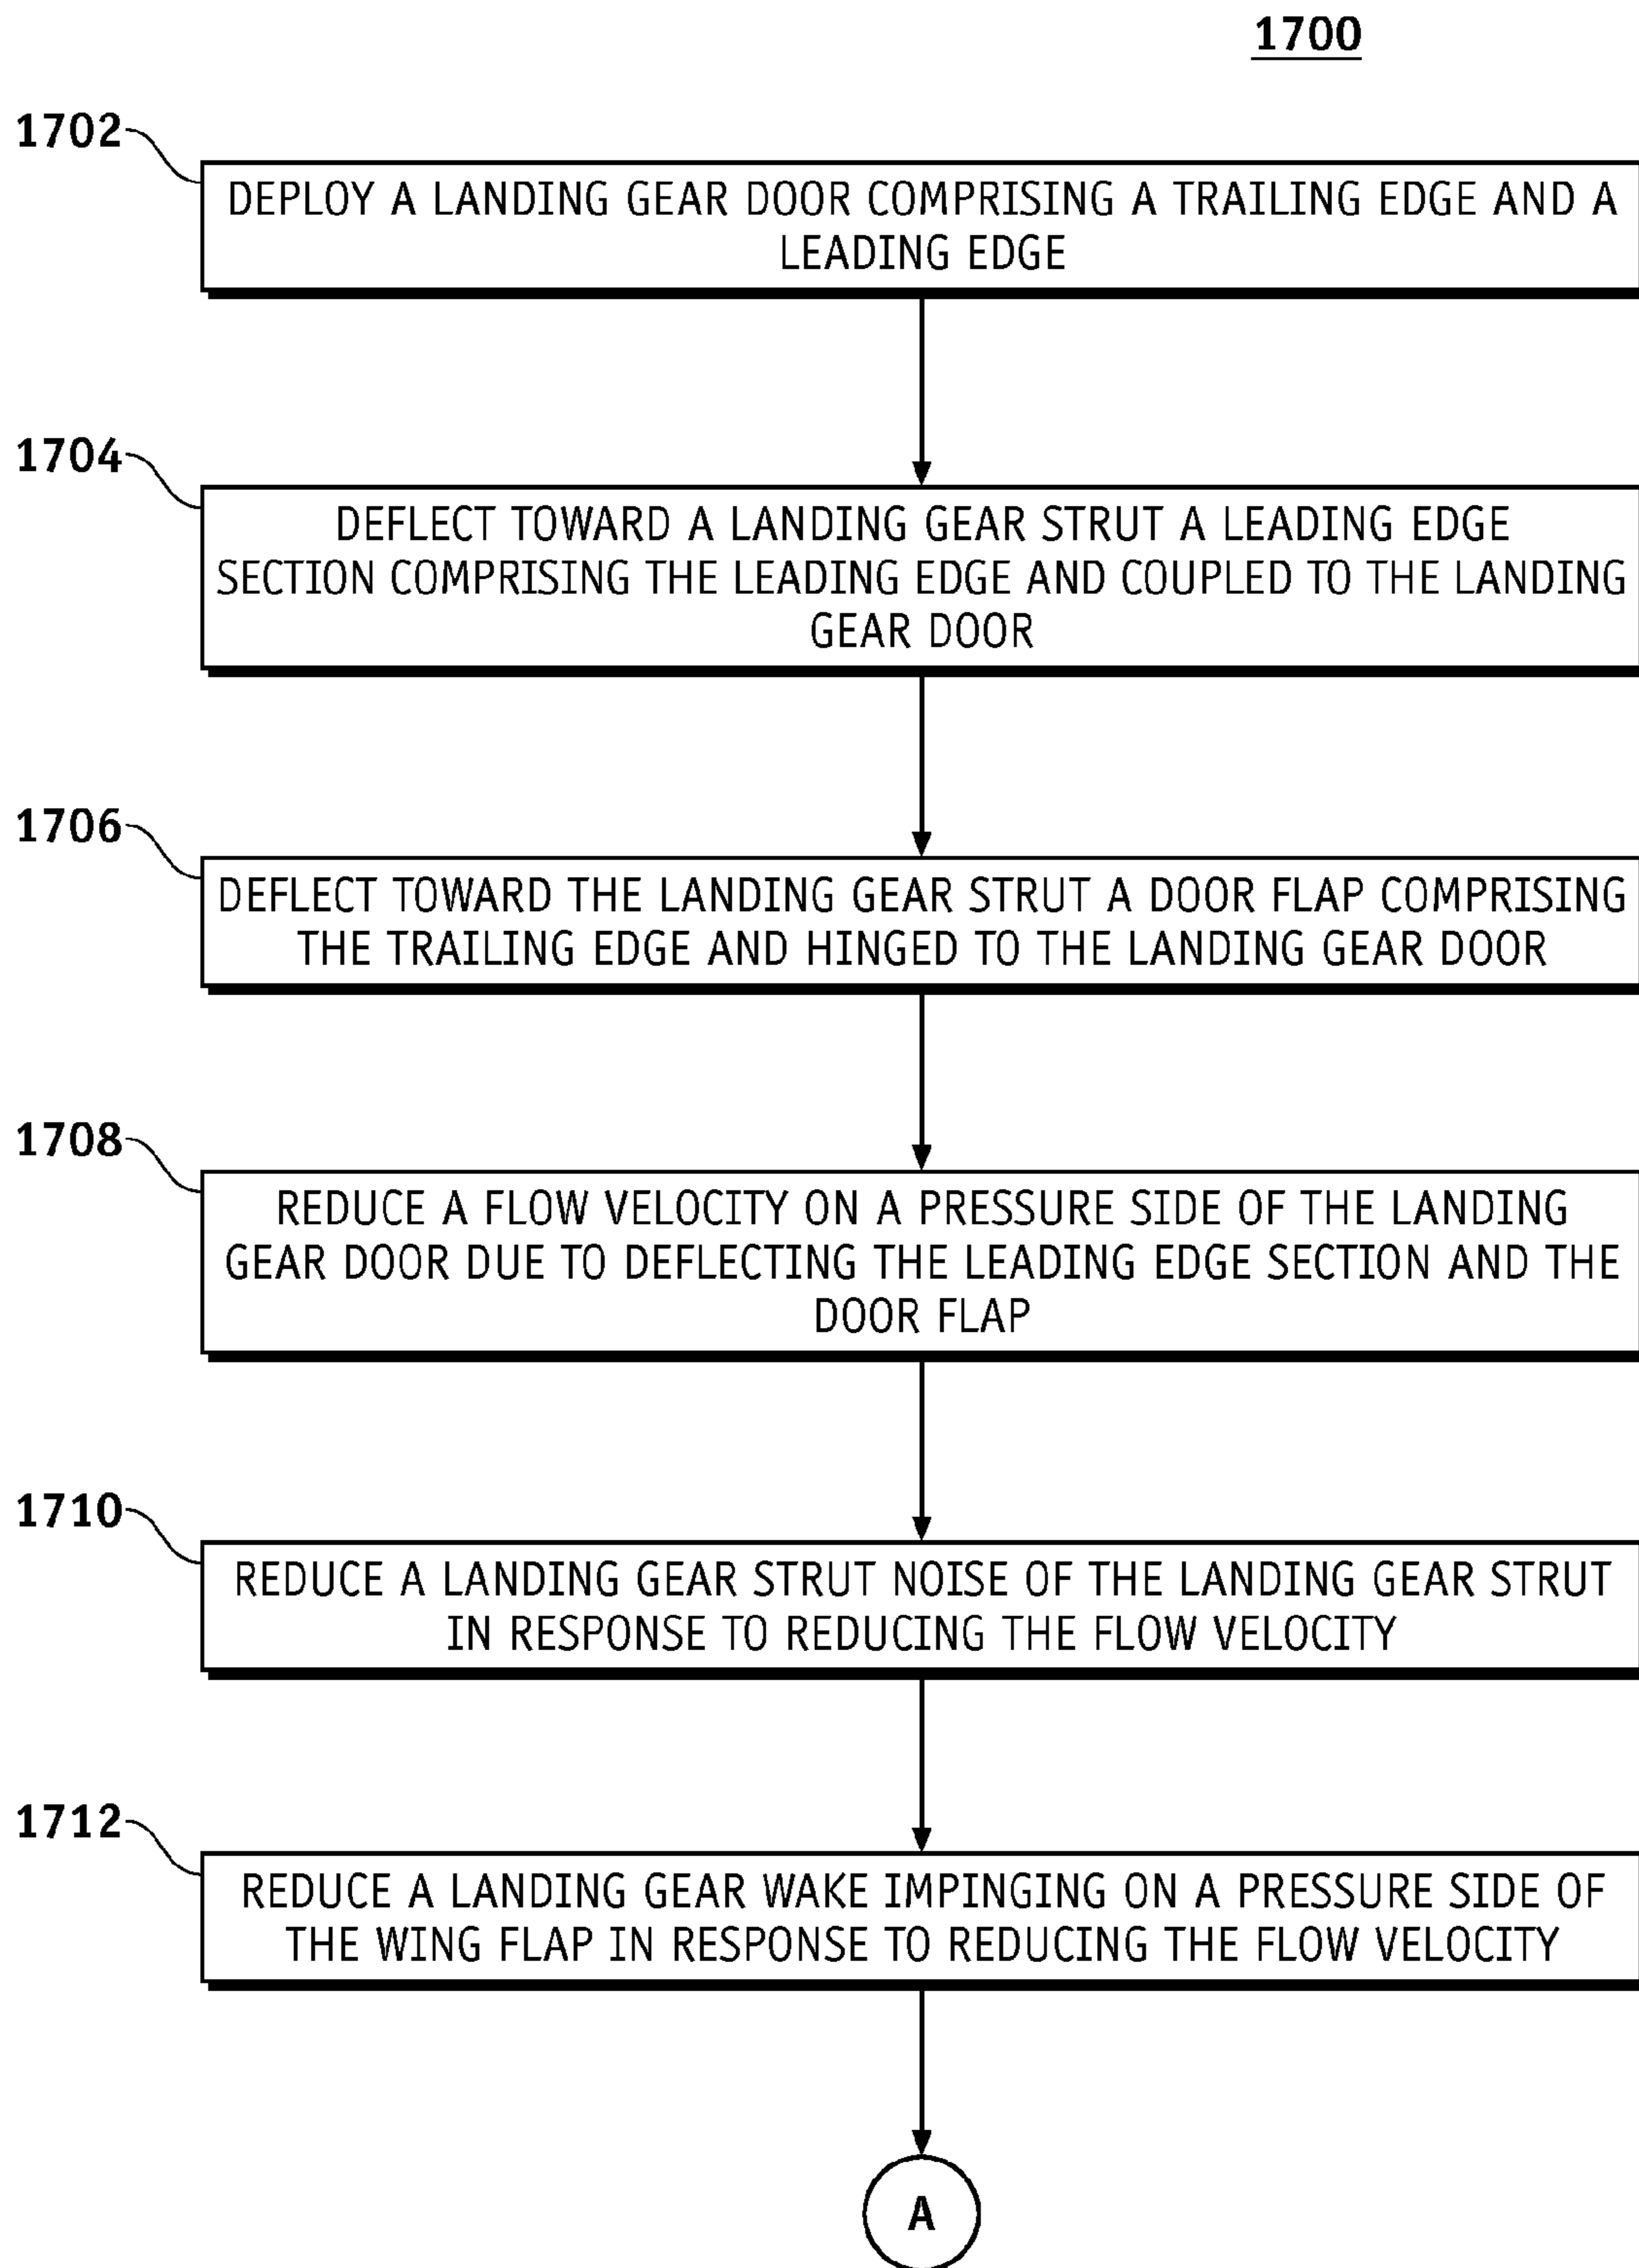 1700
1702
DEPLOY A LANDING GEAR DOOR COMPRISING A TRAILING EDGE AND A
LEADING EDGE
1704
DEFLECT TOWARD A LANDING GEAR STRUT A LEADING EDGE
SECTION COMPRISING THE LEADING EDGE AND COUPLED TO THE LANDING
GEAR DOOR
1706
DEFLECT TOWARD THE LANDING GEAR STRUT A DOOR FLAP COMPRISING
THE TRAILING EDGE AND HINGED TO THE LANDING GEAR DOOR
1708
REDUCE A FLOW VELOCITY ON A PRESSURE SIDE OF THE LANDING
GEAR DOOR DUE TO DEFLECTING THE LEADING EDGE SECTION AND THE
DOOR FLAP
1710
REDUCE A LANDING GEAR STRUT NOISE OF THE LANDING GEAR STRUT
IN RESPONSE TO REDUCING THE FLOW VELOCITY
1712
REDUCE A LANDING GEAR WAKE IMPINGING ON A PRESSURE SIDE OF
THE WING FLAP IN RESPONSE TO REDUCING THE FLOW VELOCITY
A